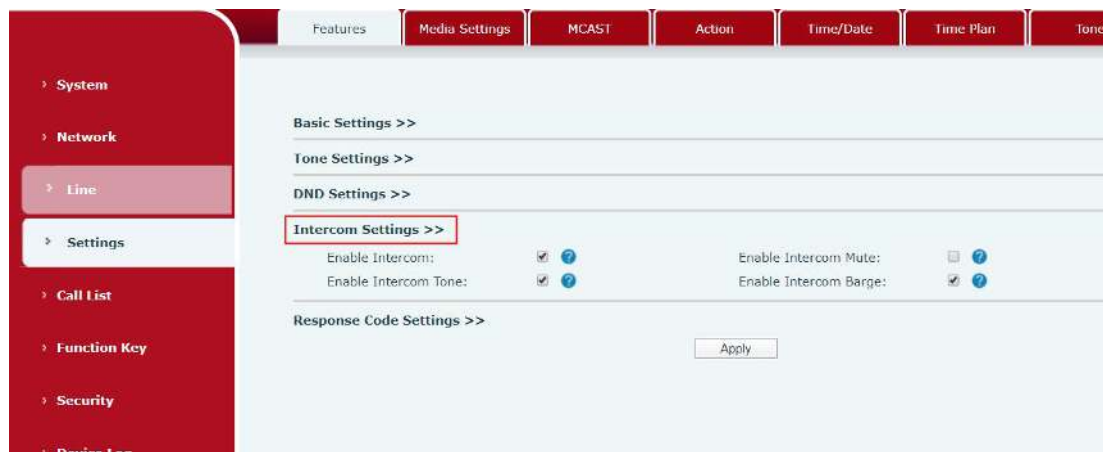 Features Media Settings MCAST Action Time/Date Time Plan Tone
› System
› Network
› Line
› Settings
› Call List
› Function Key
› Security
Basic Settings >>
Tone Settings >>
DND Settings >>
Intercom Settings >>
Enable Intercom: Enable Intercom Mute:
Enable Intercom Tone: Enable Intercom Barge:
Response Code Settings >>
Apply